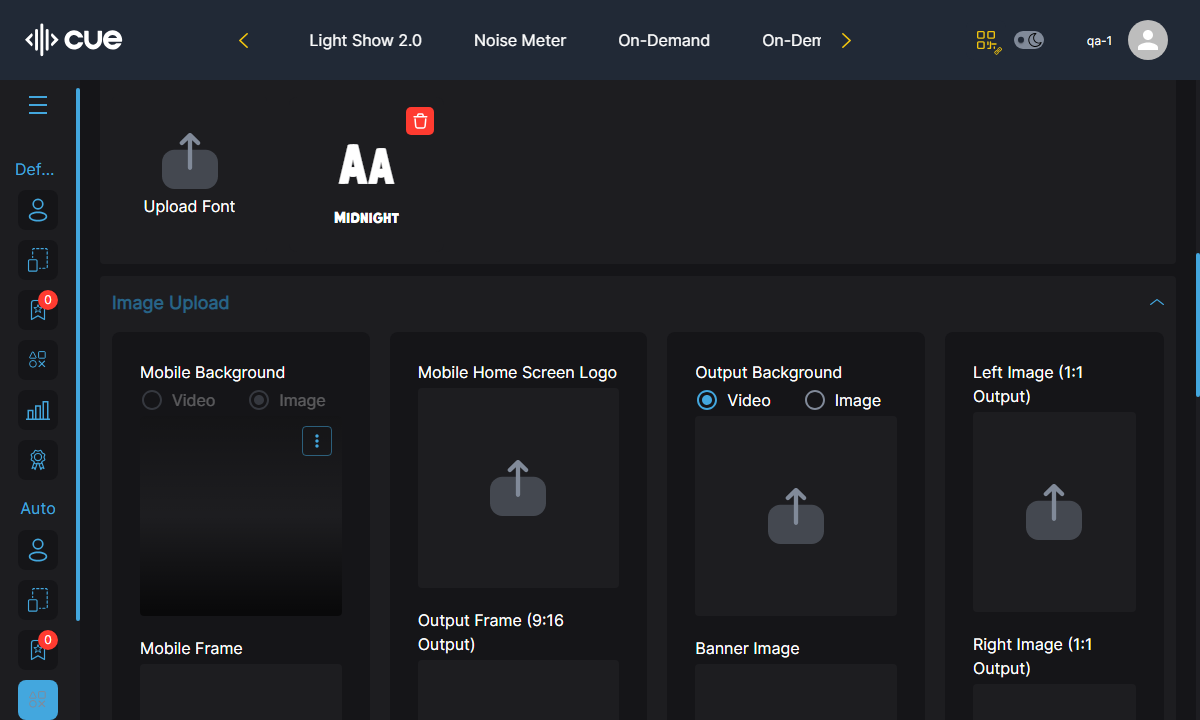 cue
Light Show 2.0
Noise Meter
On-Demand
On-Dem
qa-1
Def...
0
Auto
0
Upload Font
AA
MIDNIGHT
Image Upload
Mobile Background
Video
Image
Mobile Home Screen Logo
Output Background
Video
Image
Left Image (1:1
Output)
Mobile Frame
Output Frame (9:16
Output)
Banner Image
Right Image (1:1
Output)